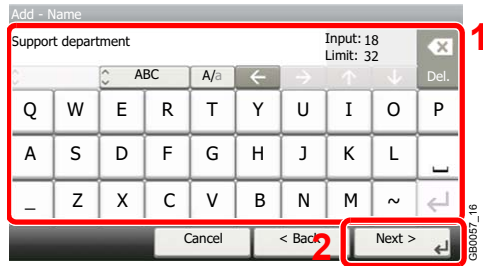 Add - Name
1
Support department
Input: 18
Limit: 32
ABC A/a ← → ↑ ↓ Del.
Q W E R T Y U I O P
A S D F G H J K L
_ Z X C V B N M ~
Cancel < Back 2 Next >
GB0057_16